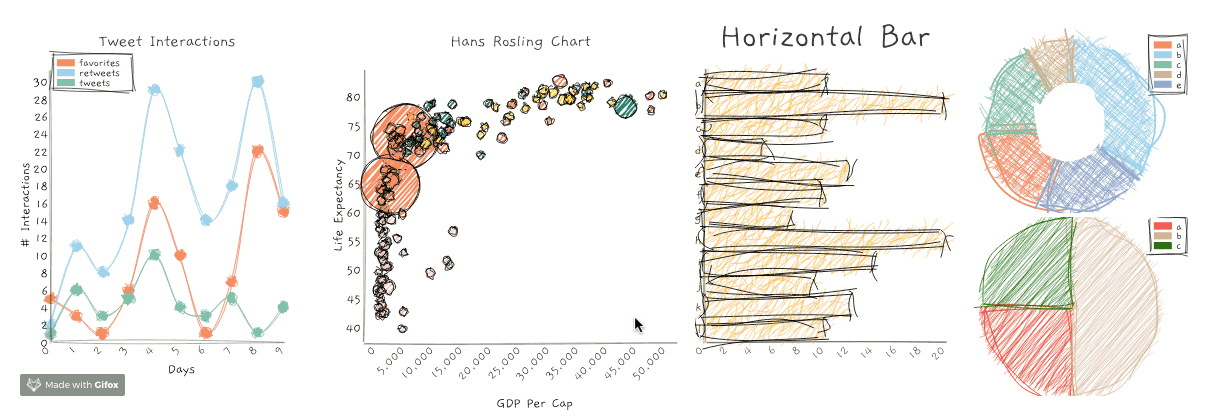 Tweet Interactions
favorites
retweets
tweets
# Interactions
30
28
26
24
22
20
18
16
14
12
10
8
6
4
2
0
0 1 2 3 4 5 6 7 8 9
Days
Made with Gifox
Hans Rosling Chart
Life Expectancy
80
75
70
65
60
55
50
45
40
0 5,000 10,000 15,000 20,000 25,000 30,000 35,000 40,000 45,000 50,000
GDP Per Cap
Horizontal Bar
a
b
d
f
g
h
k
0 2 4 6 8 10 12 14 16 18 20
a
b
c
d
e
a
b
c